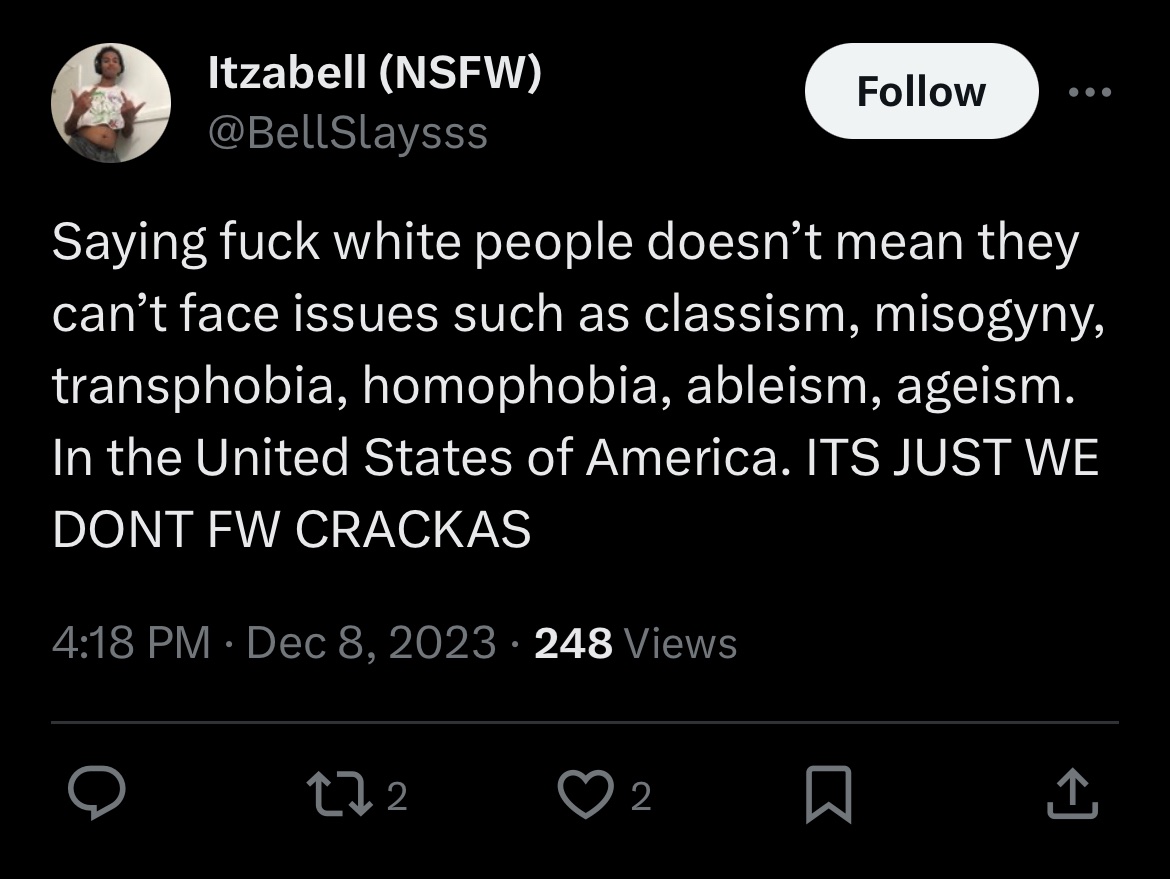 Itzabell (NSFW)
@BellSlaysss
Follow
Saying fuck white people doesn’t mean they
can’t face issues such as classism, misogyny,
transphobia, homophobia, ableism, ageism.
In the United States of America. ITS JUST WE
DONT FW CRACKAS
4:18 PM · Dec 8, 2023 · 248 Views
2
2